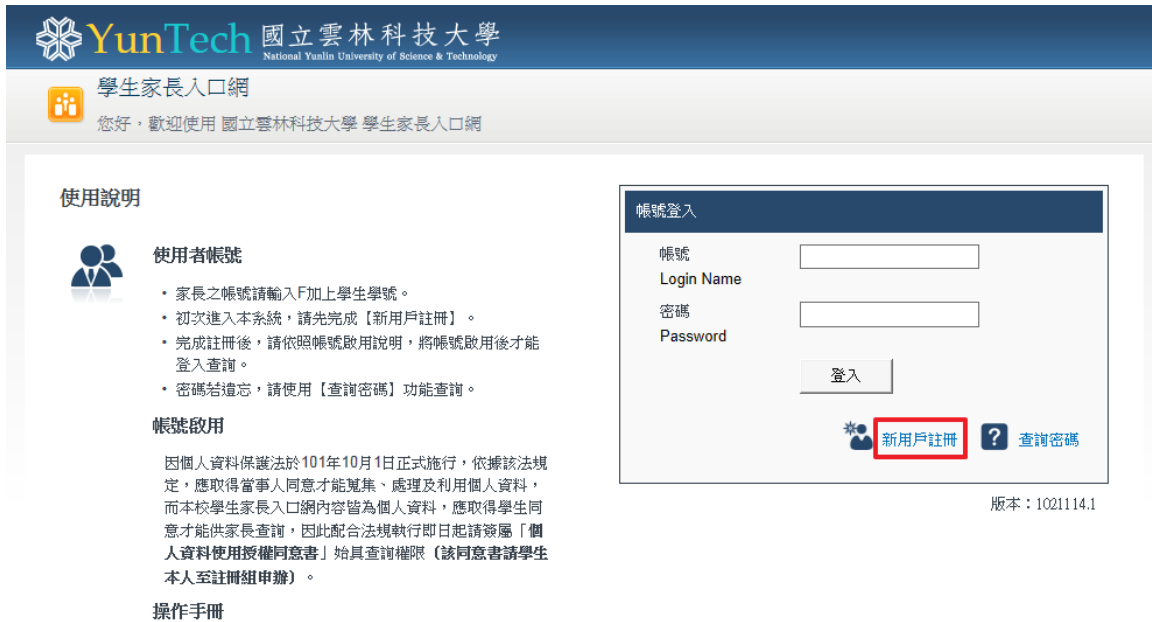 YunTech 國立雲林科技大學
National Yunlin University of Science & Technology
學生家長入口網
您好，歡迎使用 國立雲林科技大學 學生家長入口網
使用說明
使用者帳號
• 家長之帳號請輸入F加上學生學號。
• 初次進入本系統，請先完成【新用戶註冊】。
• 完成註冊後，請依照帳號啟用說明，將帳號啟用後才能
登入查詢。
• 密碼若遺忘，請使用【查詢密碼】功能查詢。
帳號啟用
因個人資料保護法於101年10月1日正式施行，依據該法規
定，應取得當事人同意才能蒐集、處理及利用個人資料，
而本校學生家長入口網內容皆為個人資料，應取得學生同
意才能供家長查詢，因此配合法規執行即日起請簽屬「個
人資料使用授權同意書」始具查詢權限（該同意書請學生
本人至註冊組申辦）。
操作手冊
帳號登入
帳號
Login Name
密碼
Password
登入
新用戶註冊
? 查詢密碼
版本：1021114.1